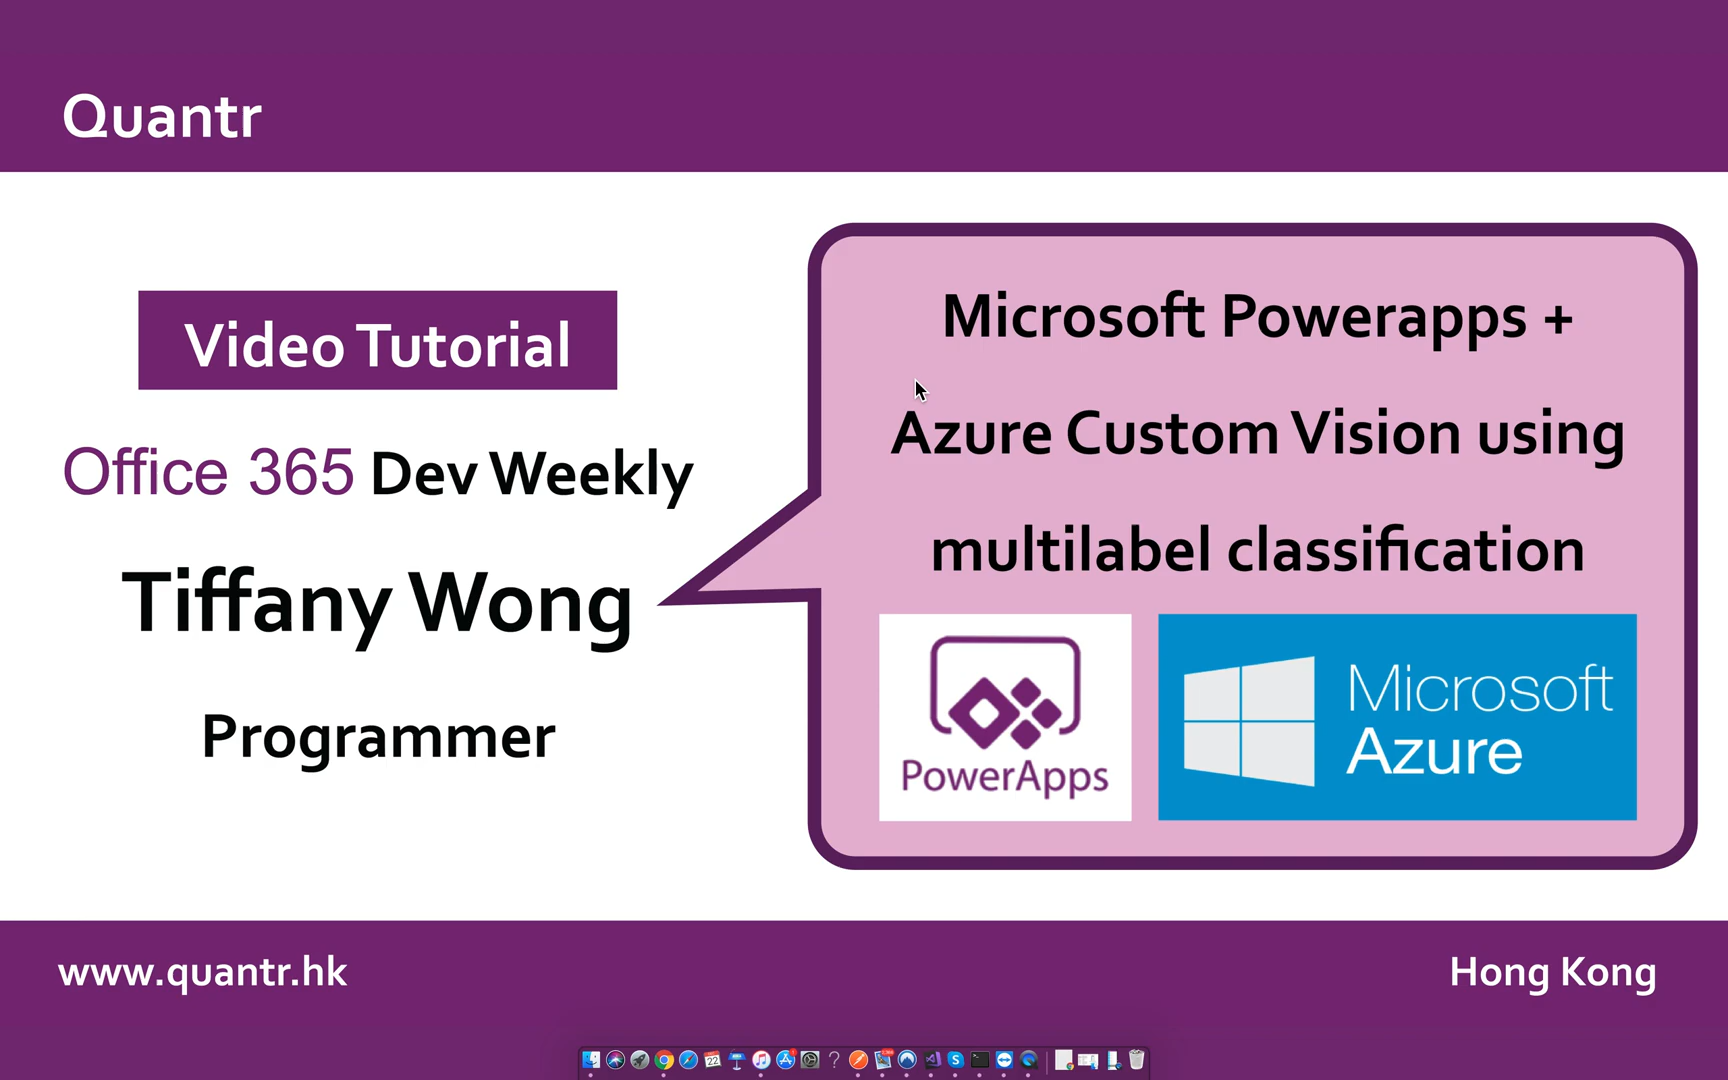 Quantr
Video Tutorial
Office 365 Dev Weekly
Tiffany Wong
Programmer
Microsoft Powerapps +
Azure Custom Vision using
multilabel classification
PowerApps
Microsoft
Azure
www.quantr.hk
Hong Kong
22